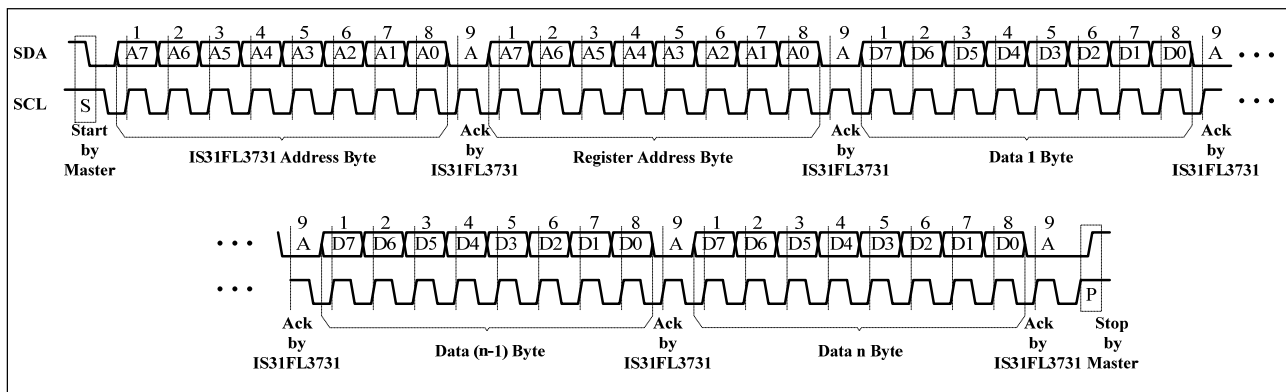 1 2 3 4 5 6 7 8 9 1 2 3 4 5 6 7 8 9 1 2 3 4 5 6 7 8 9
SDA A7 A6 A5 A4 A3 A2 A1 A0 A A7 A6 A5 A4 A3 A2 A1 A0 A D7 D6 D5 D4 D3 D2 D1 D0 A • • •
SCL S • • •
Start by Master
IS31FL3731 Address Byte
Ack by IS31FL3731
Register Address Byte
Ack by IS31FL3731
Data 1 Byte
Ack by IS31FL3731
9 1 2 3 4 5 6 7 8 9 1 2 3 4 5 6 7 8 9
• • • A D7 D6 D5 D4 D3 D2 D1 D0 A D7 D6 D5 D4 D3 D2 D1 D0 A
• • • P
Ack by IS31FL3731
Data (n-1) Byte
Ack by IS31FL3731
Data n Byte
Ack by IS31FL3731
Stop by Master